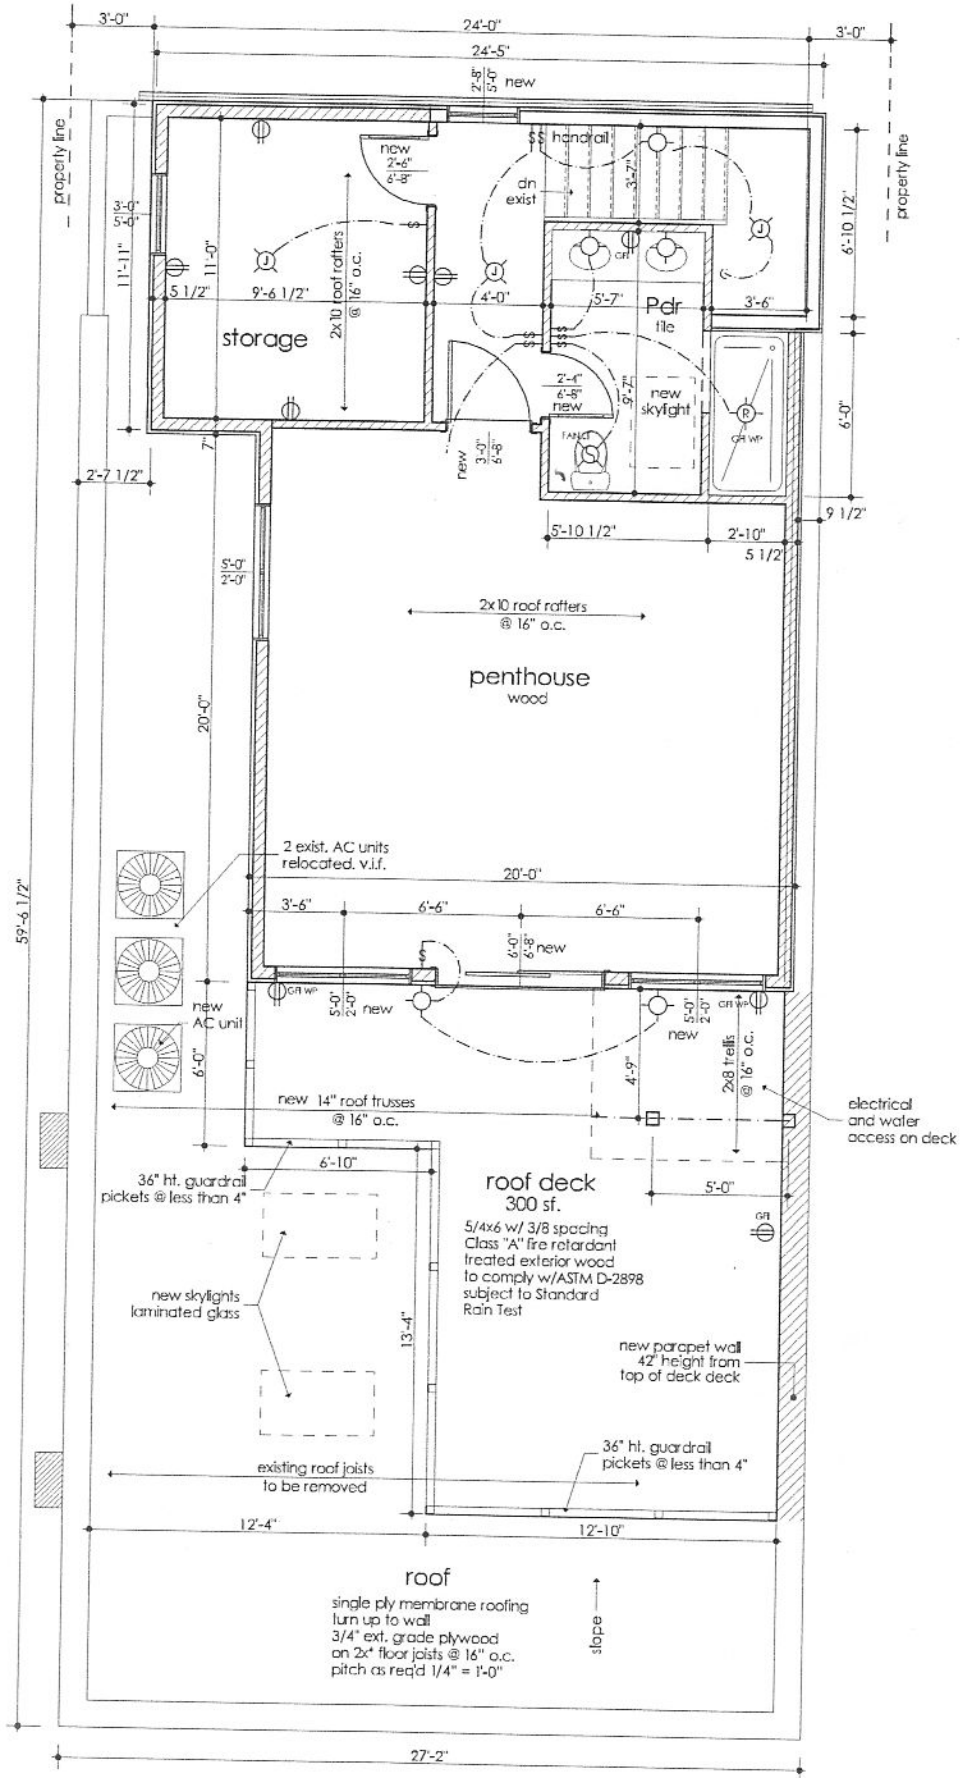 3'-0"
24'-0"
3'-0"
24'-5"
2'-8"
5'-0"
new
property line
property line
new
2'-6"
6'-8"
$$ handrail
dn
exist
3'-7"
3'-0"
5'-0"
11'-11"
11'-0"
2x10 roof rafters
@ 16" o.c.
$
J
J
J
GFI
6'-10 1/2"
5 1/2"
9'-6 1/2"
4'-0"
5'-7"
3'-6"
storage
Pdr
tile
$$$
$$$
2'-4"
6'-8"
new
9'-7"
new
skylight
R
GFI WP
6'-0"
7"
2'-7 1/2"
new
3'-0"
6'-8"
S
9 1/2"
5'-10 1/2"
2'-10"
5 1/2"
5'-0"
2'-0"
2x10 roof rafters
@ 16" o.c.
penthouse
wood
20'-0"
59'-6 1/2"
2 exist. AC units
relocated. v.i.f.
20'-0"
3'-6"
6'-6"
6'-6"
$
6'-0"
6'-8"
new
GFI WP
5'-0"
2'-0"
new
5'-0"
2'-0"
new
GFI WP
new
AC unit
6'-0"
4'-9"
2x8 trellis
@ 16" o.c.
new 14" roof trusses
@ 16" o.c.
electrical
and water
access on deck
6'-10"
36" ht. guardrail
pickets @ less than 4"
roof deck
300 sf.
5'-0"
5/4x6 w/ 3/8 spacing
Class "A" fire retardant
treated exterior wood
to comply w/ASTM D-2898
subject to Standard
Rain Test
GFI
new skylights
laminated glass
13'-4"
new parapet wall
42" height from
top of deck deck
36" ht. guardrail
pickets @ less than 4"
existing roof joists
to be removed
12'-4"
12'-10"
roof
single ply membrane roofing
turn up to wall
3/4" ext. grade plywood
on 2x* floor joists @ 16" o.c.
pitch as req'd 1/4" = 1'-0"
slope
27'-2"